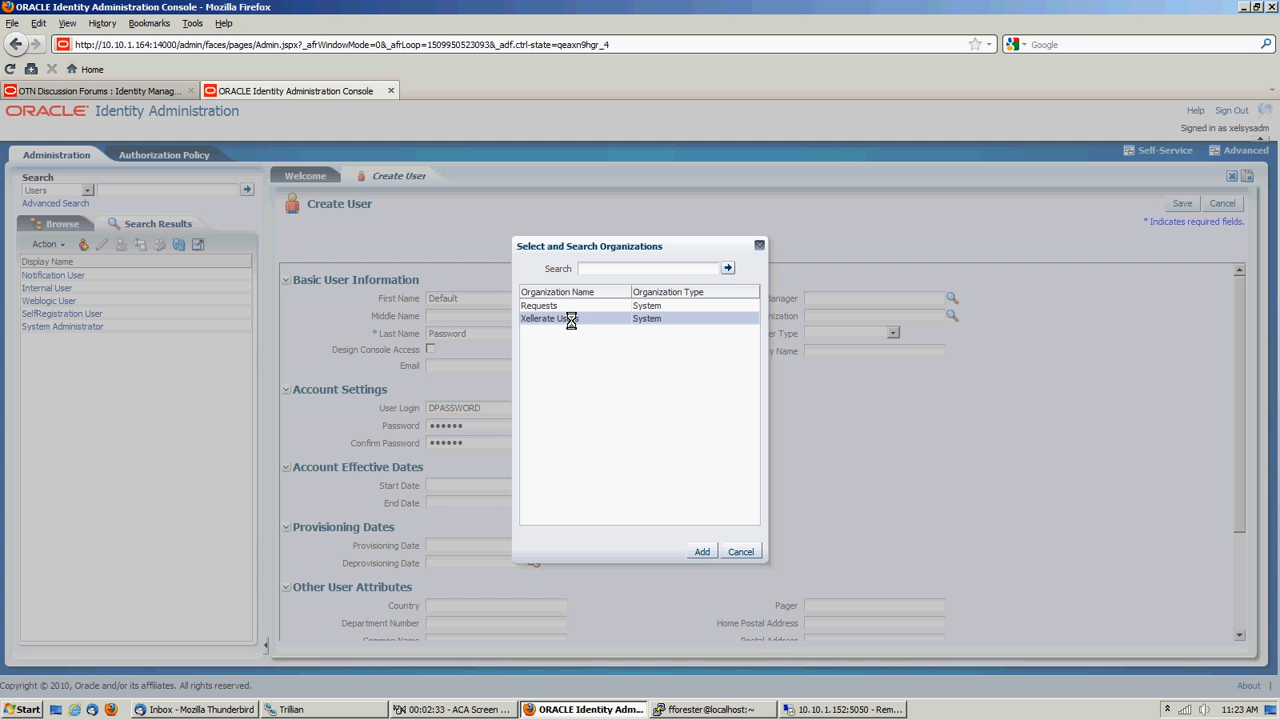 ORACLE Identity Administration Console - Mozilla Firefox
File Edit View History Bookmarks Tools Help
http://10.10.1.164:14000/admin/faces/pages/Admin.jspx?_afrWindowMode=0&_afrLoop=15099505230938&_adf.ctrl-state=qeaxn9hgr_4
Google
Home
OTN Discussion Forums : Identity Manag...
ORACLE Identity Administration Console
ORACLE Identity Administration
Help Sign Out
Signed in as xelsysadm
Administration Authorization Policy
Self-Service Advanced
Search
Users
Advanced Search
Browse Search Results
Action
Display Name
Notification User
Internal User
Weblogic User
SelfRegistration User
System Administrator
Welcome Create User
Create User
Save Cancel
* Indicates required fields.
Basic User Information
First Name Default
Middle Name
* Last Name Password
Design Console Access
Email
Name
Account Settings
User Login DPASSWORD
Password ••••••
Confirm Password ••••••
Account Effective Dates
Start Date
End Date
Provisioning Dates
Provisioning Date
Deprovisioning Date
Other User Attributes
Country
Department Number
Common Name
Pager
Home Postal Address
Postal Address
Select and Search Organizations
Search
Organization Name Organization Type
Requests System
Xellerate System
Add Cancel
Copyright © 2010, Oracle and/or its affiliates. All rights reserved.
About
Start
Inbox - Mozilla Thunderbird
Trillian
00:02:33 - ACA Screen ...
ORACLE Identity Adm...
fforester@localhost:~
10.10.1.152:5050 - Rem...
11:23 AM